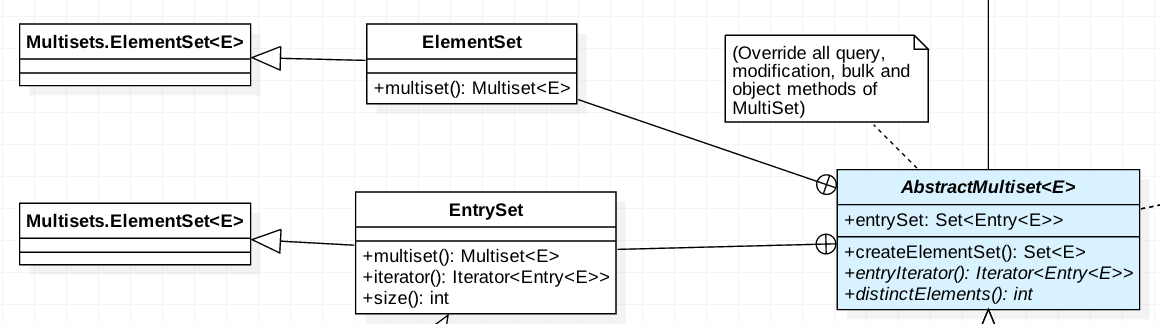 Multisets.ElementSet<E>
ElementSet
+multiset(): Multiset<E>
(Override all query,
modification, bulk and
object methods of
MultiSet)
AbstractMultiset<E>
+entrySet: Set<Entry<E>>
+createElementSet(): Set<E>
+entryIterator(): Iterator<Entry<E>>
+distinctElements(): int
Multisets.ElementSet<E>
EntrySet
+multiset(): Multiset<E>
+iterator(): Iterator<Entry<E>>
+size(): int